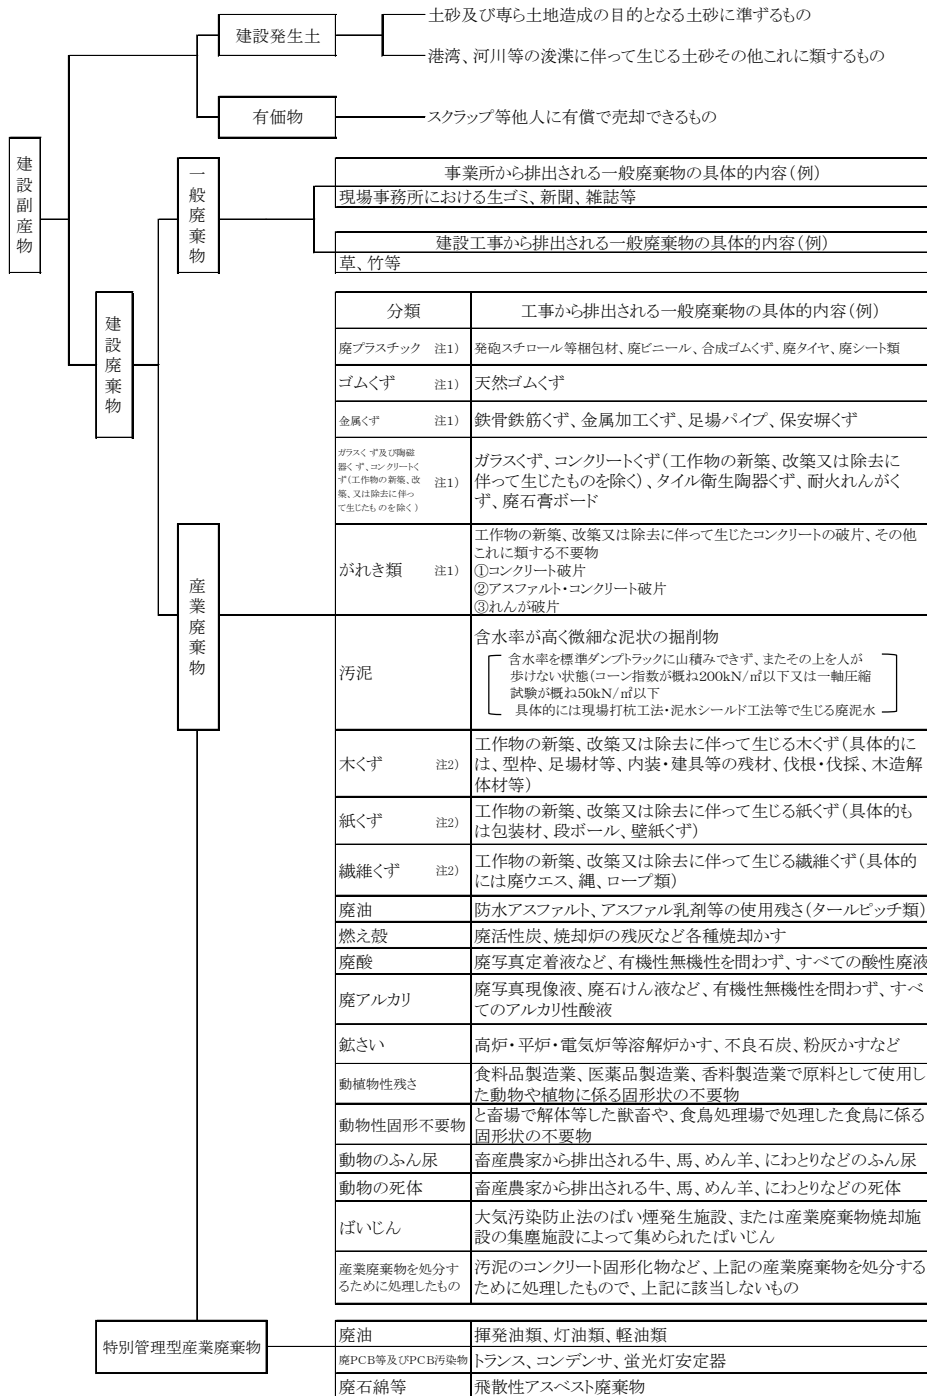 建設副産物
建設発生土
土砂及び専ら土地造成の目的となる土砂に準ずるもの
港湾、河川等の浚渫に伴って生じる土砂その他これに類するもの
有価物
スクラップ等他人に有償で売却できるもの
建設廃棄物
一般廃棄物
事業所から排出される一般廃棄物の具体的内容（例）
現場事務所における生ゴミ、新聞、雑誌等
建設工事から排出される一般廃棄物の具体的内容（例）
草、竹等
産業廃棄物
分類 工事から排出される一般廃棄物の具体的内容（例）
廃プラスチック 注1） 発砲スチロール等梱包材、廃ビニール、合成ゴムくず、廃タイヤ、廃シート類
ゴムくず 注1） 天然ゴムくず
金属くず 注1） 鉄骨鉄筋くず、金属加工くず、足場パイプ、保安塀くず
ガラスくず及び陶磁
器くず、コンクリートく
ず（工作物の新築、改
築、又は除去に伴っ
て生じたものを除く）
注1）
ガラスくず、コンクリートくず（工作物の新築、改築又は除去に
伴って生じたものを除く）、タイル衛生陶器くず、耐火れんがく
ず、廃石膏ボード
がれき類 注1）
工作物の新築、改築又は除去に伴って生じたコンクリートの破片、その他
これに類する不要物
①コンクリート破片
②アスファルト・コンクリート破片
③れんが破片
汚泥
含水率が高く微細な泥状の掘削物
含水率を標準ダンプトラックに山積みできず、またその上を人が
歩けない状態（コーン指数が概ね200kN/㎡以下又は一軸圧縮
試験が概ね50kN/㎡以下
具体的には現場打杭工法・泥水シールド工法等で生じる廃泥水
木くず 注2）
工作物の新築、改築又は除去に伴って生じる木くず（具体的に
は、型枠、足場材等、内装・建具等の残材、伐根・伐採、木造解
体材等）
紙くず 注2）
工作物の新築、改築又は除去に伴って生じる紙くず（具体的も
は包装材、段ボール、壁紙くず）
繊維くず 注2）
工作物の新築、改築又は除去に伴って生じる繊維くず（具体的
には廃ウエス、縄、ロープ類）
廃油 防水アスファルト、アスファル乳剤等の使用残さ（タールピッチ類）
燃え殻 廃活性炭、焼却炉の残灰など各種焼却かす
廃酸 廃写真定着液など、有機性無機性を問わず、すべての酸性廃液
廃アルカリ
廃写真現像液、廃石けん液など、有機性無機性を問わず、すべ
てのアルカリ性酸液
鉱さい 高炉・平炉・電気炉等溶解炉かす、不良石炭、粉灰かすなど
動植物性残さ
食料品製造業、医薬品製造業、香料製造業で原料として使用し
た動物や植物に係る固形状の不要物
動物性固形不要物
と畜場で解体等した獣畜や、食鳥処理場で処理した食鳥に係る
固形状の不要物
動物のふん尿 畜産農家から排出される牛、馬、めん羊、にわとりなどのふん尿
動物の死体 畜産農家から排出される牛、馬、めん羊、にわとりなどの死体
ばいじん
大気汚染防止法のばい煙発生施設、または産業廃棄物焼却施
設の集塵施設によって集められたばいじん
産業廃棄物を処分す
るために処理したもの
汚泥のコンクリート固形化物など、上記の産業廃棄物を処分する
ために処理したもので、上記に該当しないもの
特別管理型産業廃棄物
廃油 揮発油類、灯油類、軽油類
廃PCB等及びPCB汚染物 トランス、コンデンサ、蛍光灯安定器
廃石綿等 飛散性アスベスト廃棄物